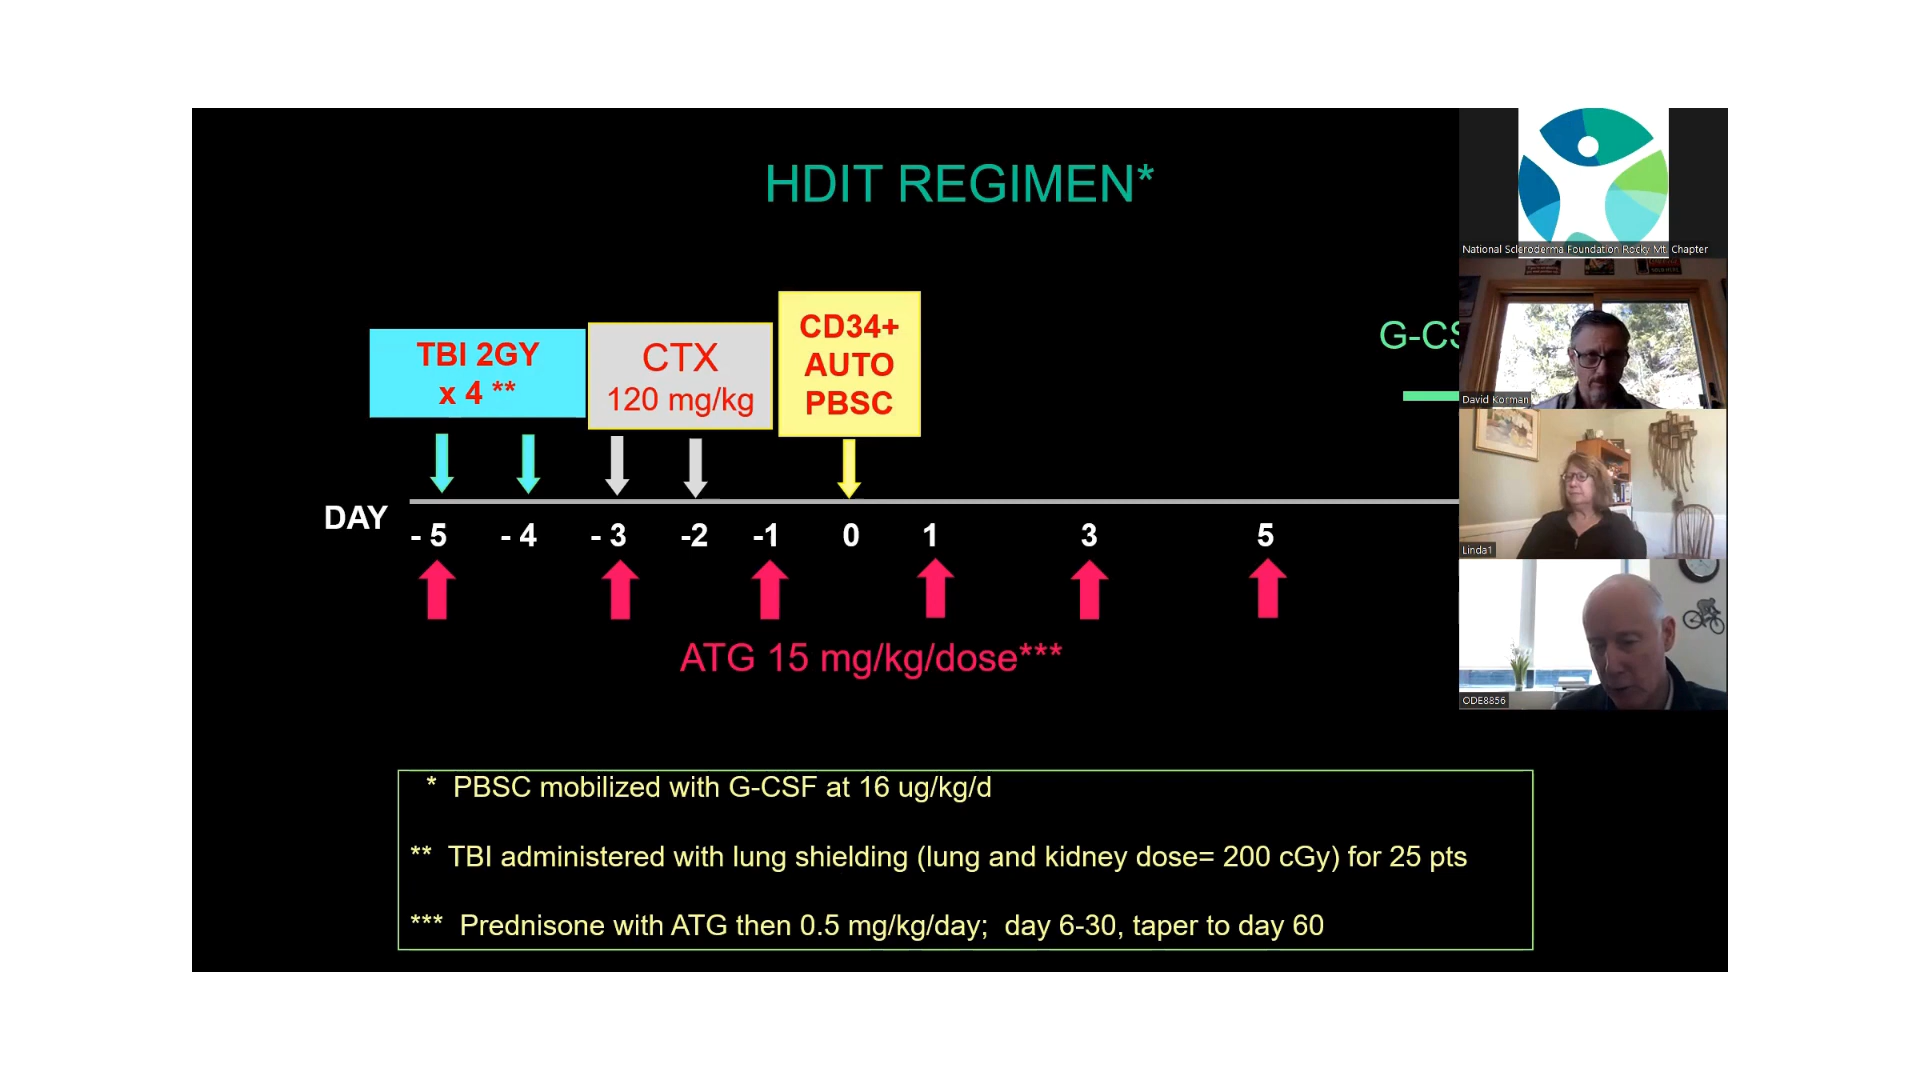 HDIT REGIMEN*
National Scleroderma Foundation Rocky Mt. Chapter
TBI 2GY
x 4 **
CTX
120 mg/kg
CD34+
AUTO
PBSC
G-CS
David Korman
DAY
- 5 - 4 - 3 -2 -1 0 1 3 5
Linda1
ATG 15 mg/kg/dose***
ODE8856
* PBSC mobilized with G-CSF at 16 ug/kg/d
** TBI administered with lung shielding (lung and kidney dose= 200 cGy) for 25 pts
*** Prednisone with ATG then 0.5 mg/kg/day; day 6-30, taper to day 60